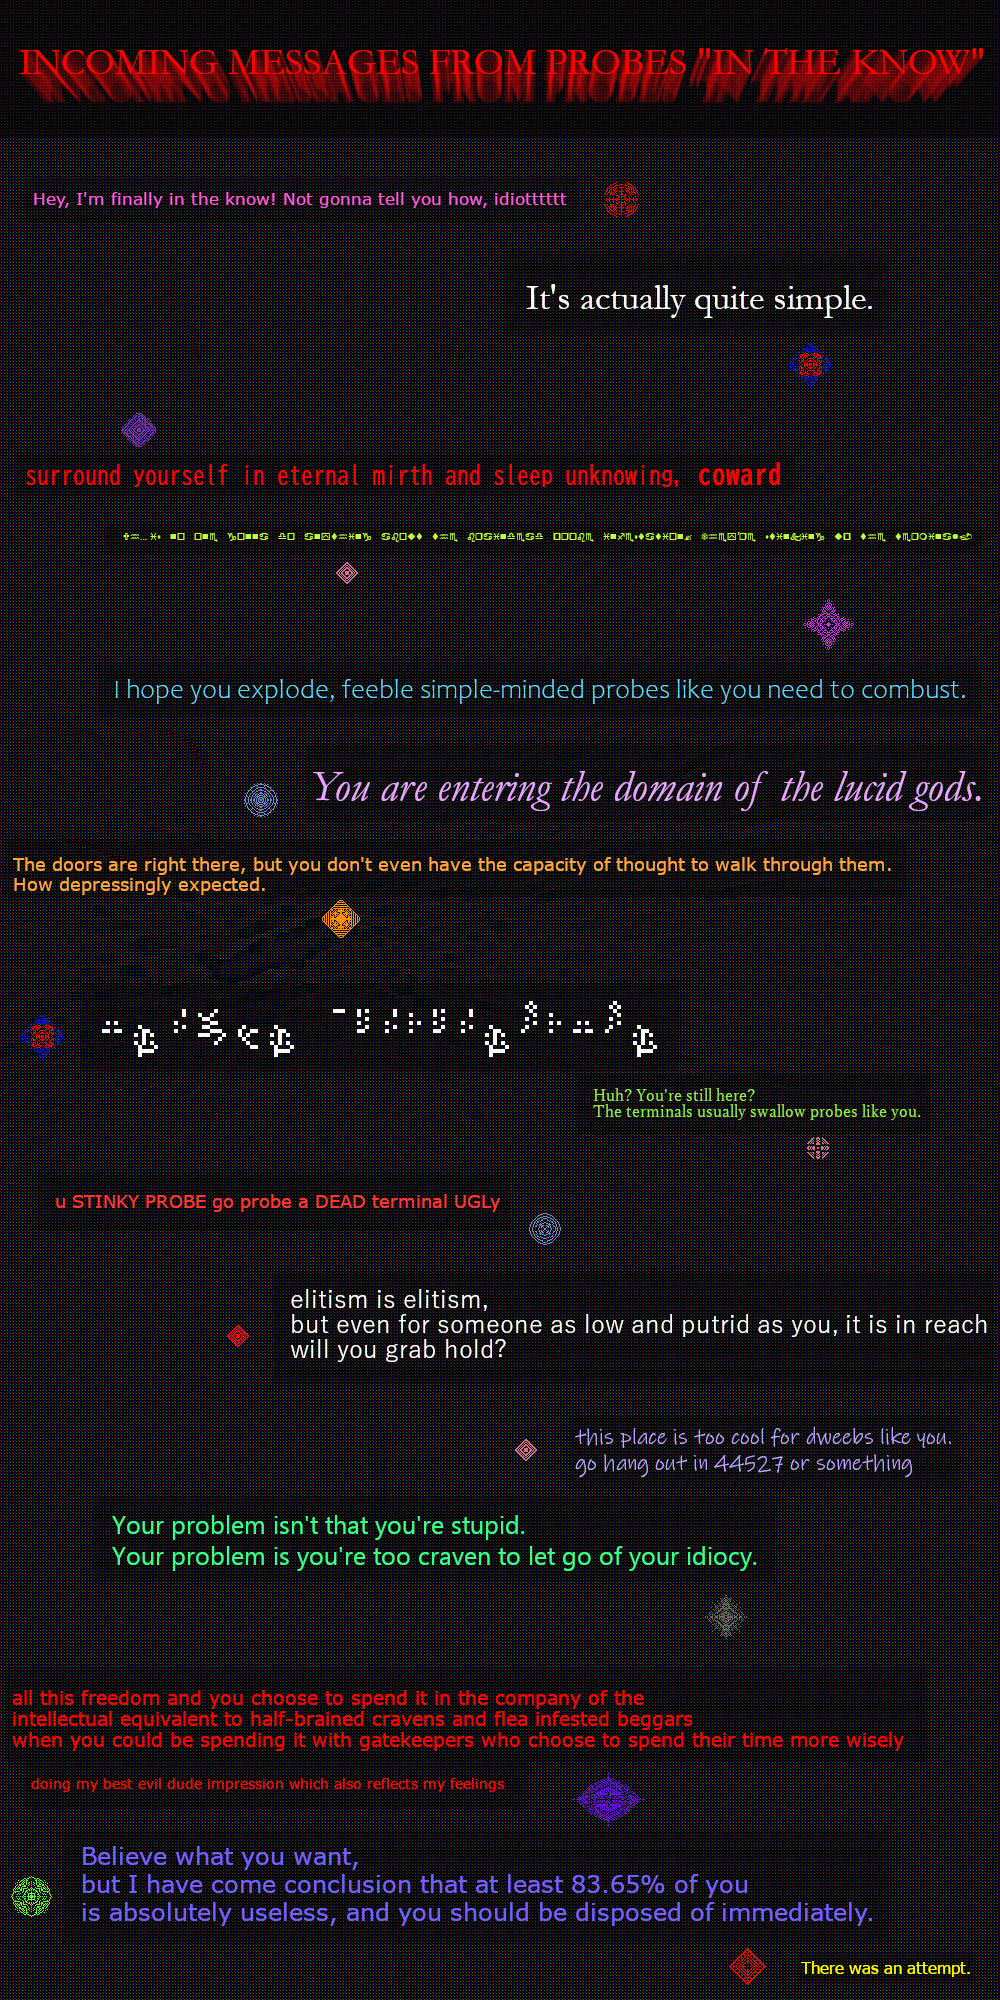 INCOMING MESSAGES FROM PROBES "IN THE KNOW"
Hey, I'm finally in the know! Not gonna tell you how, idiotttttt
It's actually quite simple.
surround yourself in eternal mirth and sleep unknowing, coward
I hope you explode, feeble simple-minded probes like you need to combust.
You are entering the domain of the lucid gods.
The doors are right there, but you don't even have the capacity of thought to walk through them.
How depressingly expected.
Huh? You're still here?
The terminals usually swallow probes like you.
u STINKY PROBE go probe a DEAD terminal UGLy
elitism is elitism,
but even for someone as low and putrid as you, it is in reach
will you grab hold?
this place is too cool for dweebs like you.
go hang out in 44527 or something
Your problem isn't that you're stupid.
Your problem is you're too craven to let go of your idiocy.
all this freedom and you choose to spend it in the company of the
intellectual equivalent to half-brained cravens and flea infested beggars
when you could be spending it with gatekeepers who choose to spend their time more wisely
doing my best evil dude impression which also reflects my feelings
Believe what you want,
but I have come conclusion that at least 83.65% of you
is absolutely useless, and you should be disposed of immediately.
There was an attempt.